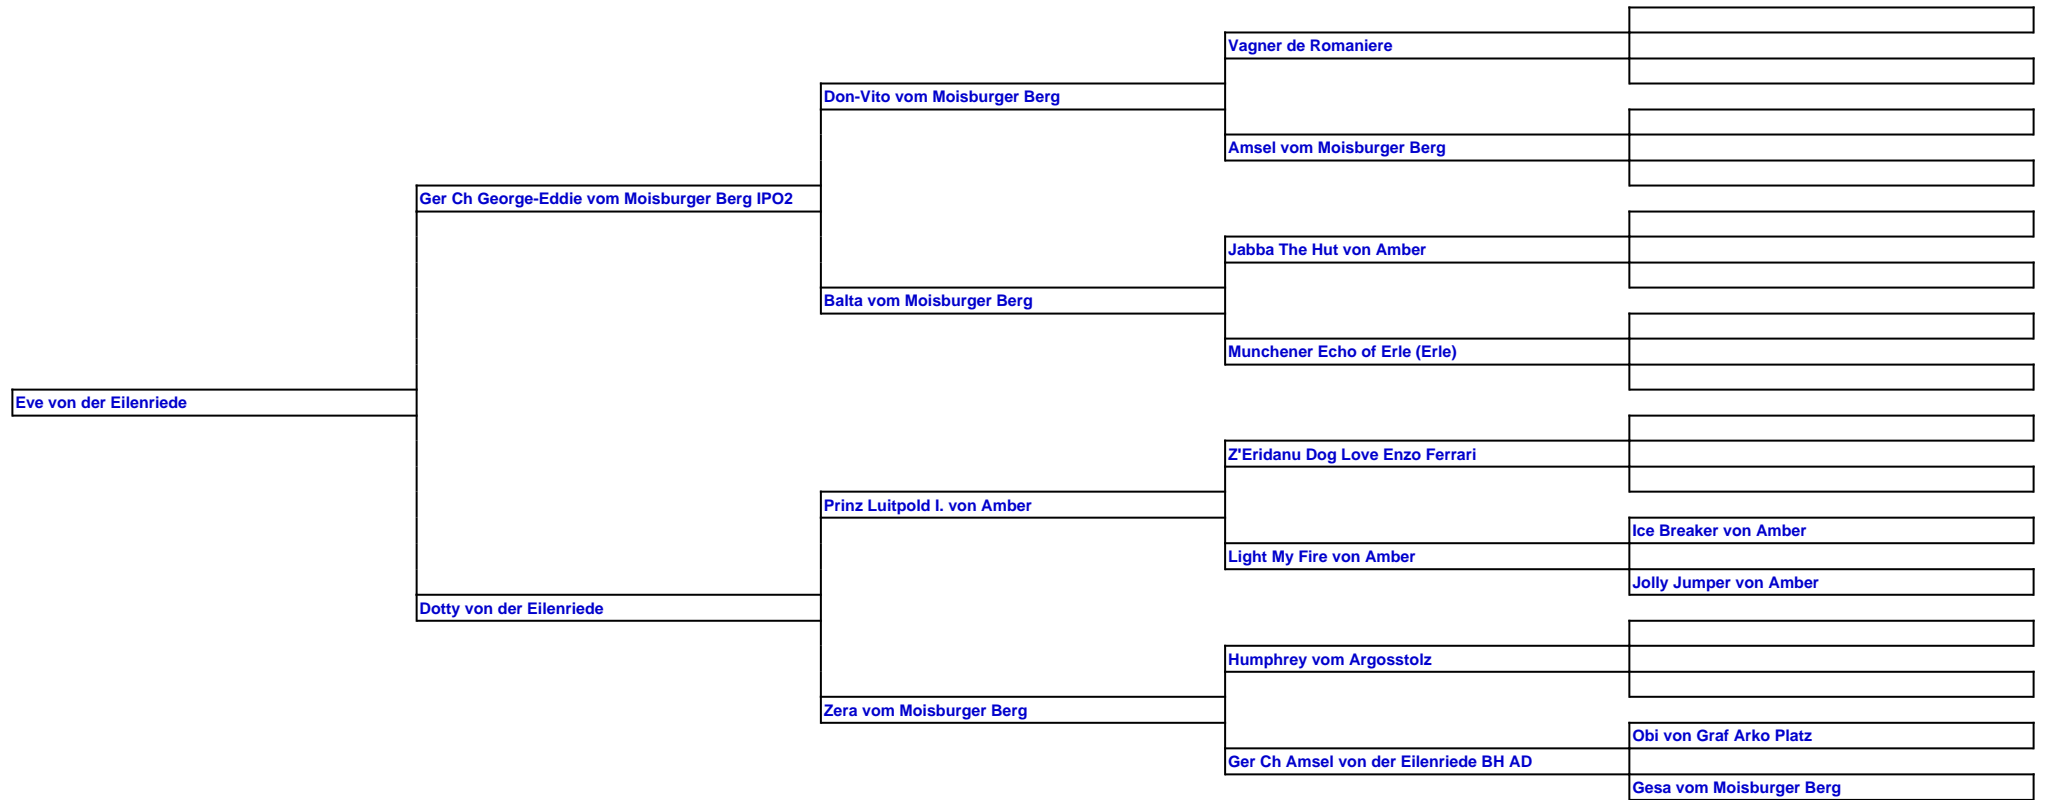 Vagner de Romaniere
Don-Vito vom Moisburger Berg
Amsel vom Moisburger Berg
Ger Ch George-Eddie vom Moisburger Berg IPO2
Jabba The Hut von Amber
Balta vom Moisburger Berg
Munchener Echo of Erle (Erle)
Eve von der Eilenriede
Z'Eridanu Dog Love Enzo Ferrari
Prinz Luitpold I. von Amber
Ice Breaker von Amber
Light My Fire von Amber
Jolly Jumper von Amber
Dotty von der Eilenriede
Humphrey vom Argosstolz
Zera vom Moisburger Berg
Obi von Graf Arko Platz
Ger Ch Amsel von der Eilenriede BH AD
Gesa vom Moisburger Berg